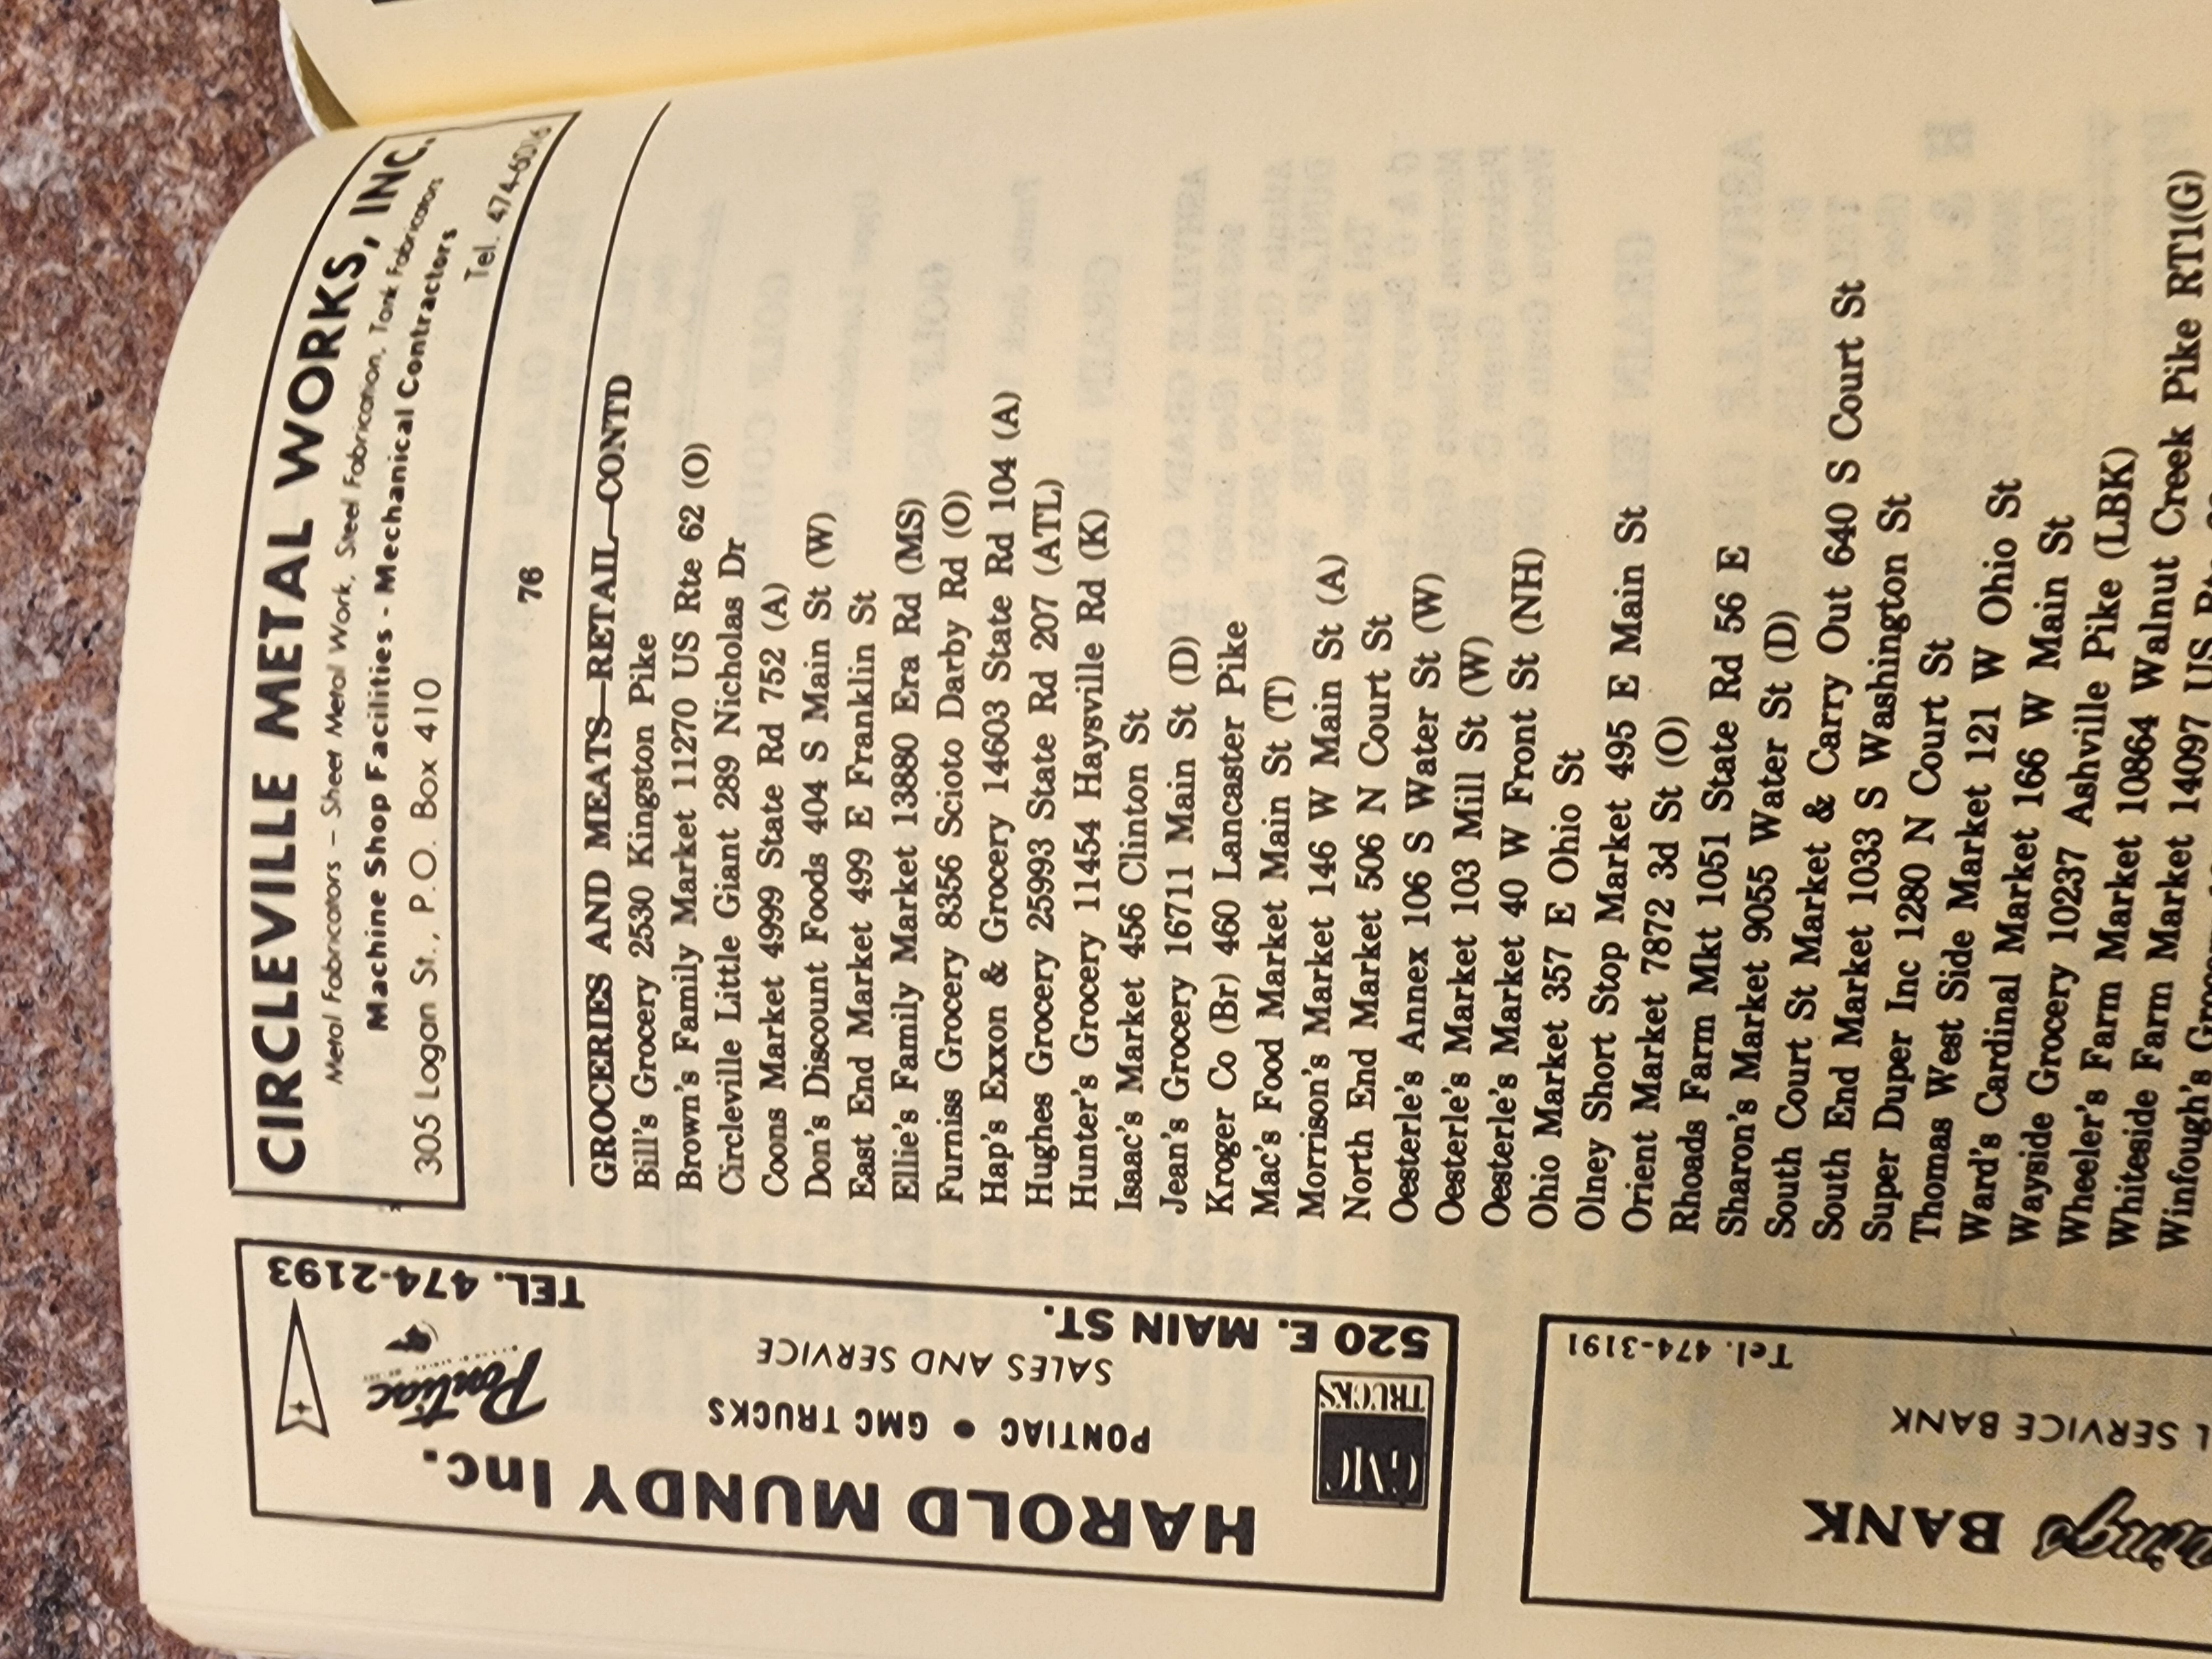 CIRCLEVILLE METAL WORKS, INC.
Metal Fabricators – Sheet Metal Work, Steel Fabrication, Tank Fabricators
Machine Shop Facilities - Mechanical Contractors
305 Logan St., P.O. Box 410
Tel. 474-6076
76
GROCERIES AND MEATS—RETAIL—CONTD
Bill's Grocery 2530 Kingston Pike
Brown's Family Market 11270 US Rte 62 (O)
Circleville Little Giant 289 Nicholas Dr
Coons Market 4999 State Rd 752 (A)
Don's Discount Foods 404 S Main St (W)
East End Market 499 E Franklin St
Ellie's Family Market 13880 Era Rd (MS)
Furniss Grocery 8356 Scioto Darby Rd (O)
Hap's Exxon & Grocery 14603 State Rd 104 (A)
Hughes Grocery 25993 State Rd 207 (ATL)
Hunter's Grocery 11454 Haysville Rd (K)
Isaac's Market 456 Clinton St
Jean's Grocery 16711 Main St (D)
Kroger Co (Br) 460 Lancaster Pike
Mac's Food Market Main St (T)
Morrison's Market 146 W Main St (A)
North End Market 506 N Court St
Oesterle's Annex 106 S Water St (W)
Oesterle's Market 103 Mill St (W)
Oesterle's Market 40 W Front St (NH)
Ohio Market 357 E Ohio St
Olney Short Stop Market 495 E Main St
Orient Market 7872 3d St (O)
Rhoads Farm Mkt 1051 State Rd 56 E
Sharon's Market 9055 Water St (D)
South Court St Market & Carry Out 640 S Court St
South End Market 1033 S Washington St
Super Duper Inc 1280 N Court St
Thomas West Side Market 121 W Ohio St
Ward's Cardinal Market 166 W Main St
Wayside Grocery 10237 Ashville Pike (LBK)
Wheeler's Farm Market 10864 Walnut Creek Pike RT1(G)
Whiteside Farm Market 14097 US
Winfough's
HAROLD MUNDY Inc.
PONTIAC • GMC TRUCKS
SALES AND SERVICE
520 E. MAIN ST.
GMC
TRUCKS
Pontiac
TEL. 474-2193
BANK
SERVICE BANK
Tel. 474-3191